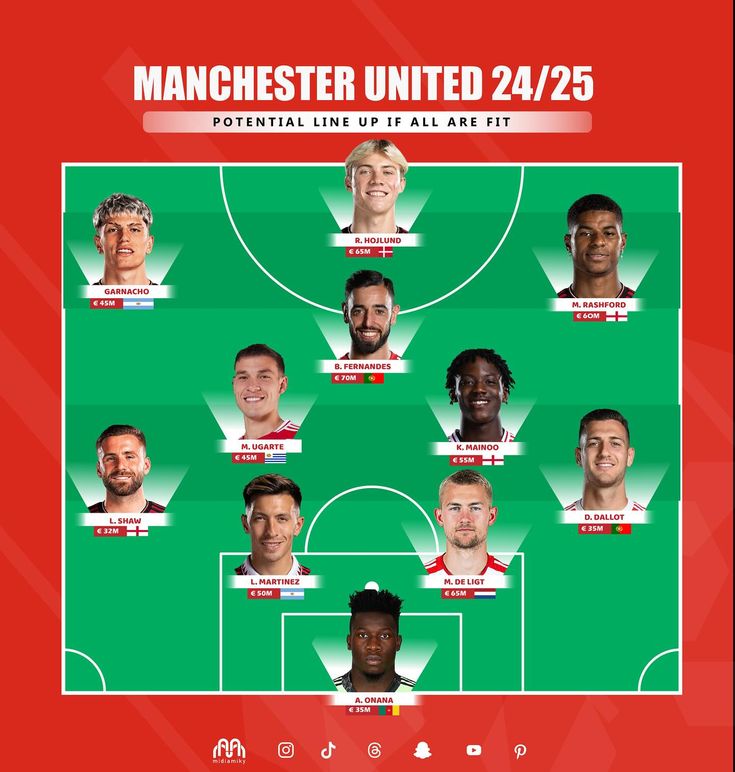 MANCHESTER UNITED 24/25
POTENTIAL LINE UP IF ALL ARE FIT
R. HOJLUND
€ 65M
GARNACHO
€ 45M
M. RASHFORD
€ 60M
B. FERNANDES
€ 70M
M. UGARTE
€ 45M
K. MAINOO
€ 55M
L. SHAW
€ 32M
D. DALLOT
€ 35M
L. MARTINEZ
€ 50M
M. DE LIGT
€ 65M
A. ONANA
€ 35M
midiamiky